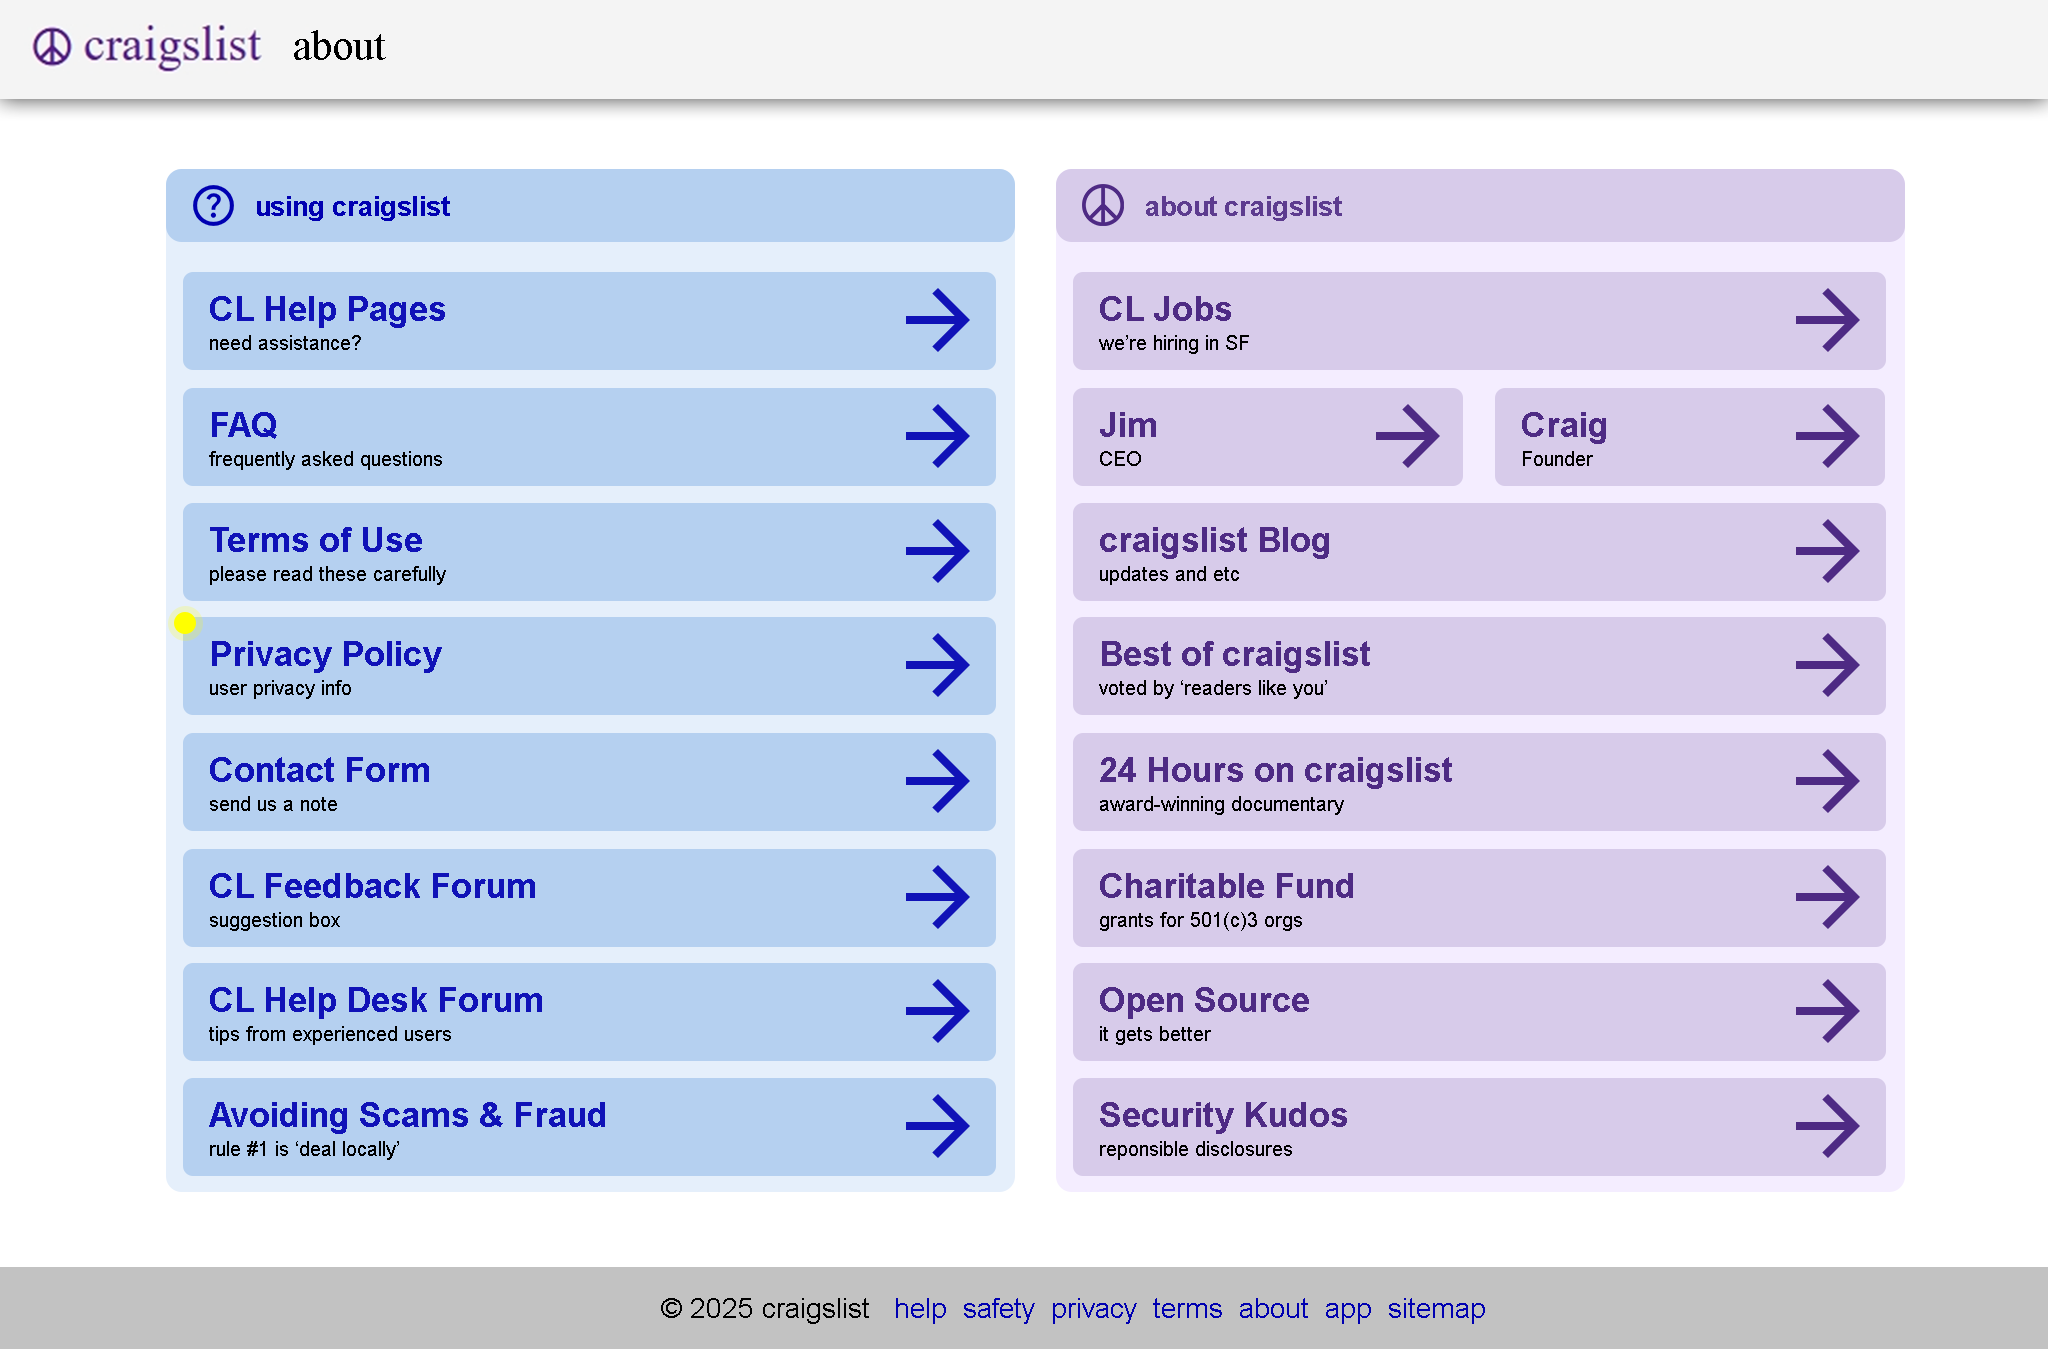 craigslist about
using craigslist
CL Help Pages
need assistance?
FAQ
frequently asked questions
Terms of Use
please read these carefully
Privacy Policy
user privacy info
Contact Form
send us a note
CL Feedback Forum
suggestion box
CL Help Desk Forum
tips from experienced users
Avoiding Scams & Fraud
rule #1 is ‘deal locally’
about craigslist
CL Jobs
we’re hiring in SF
Jim
CEO
Craig
Founder
craigslist Blog
updates and etc
Best of craigslist
voted by ‘readers like you’
24 Hours on craigslist
award-winning documentary
Charitable Fund
grants for 501(c)3 orgs
Open Source
it gets better
Security Kudos
reponsible disclosures
© 2025 craigslist help safety privacy terms about app sitemap